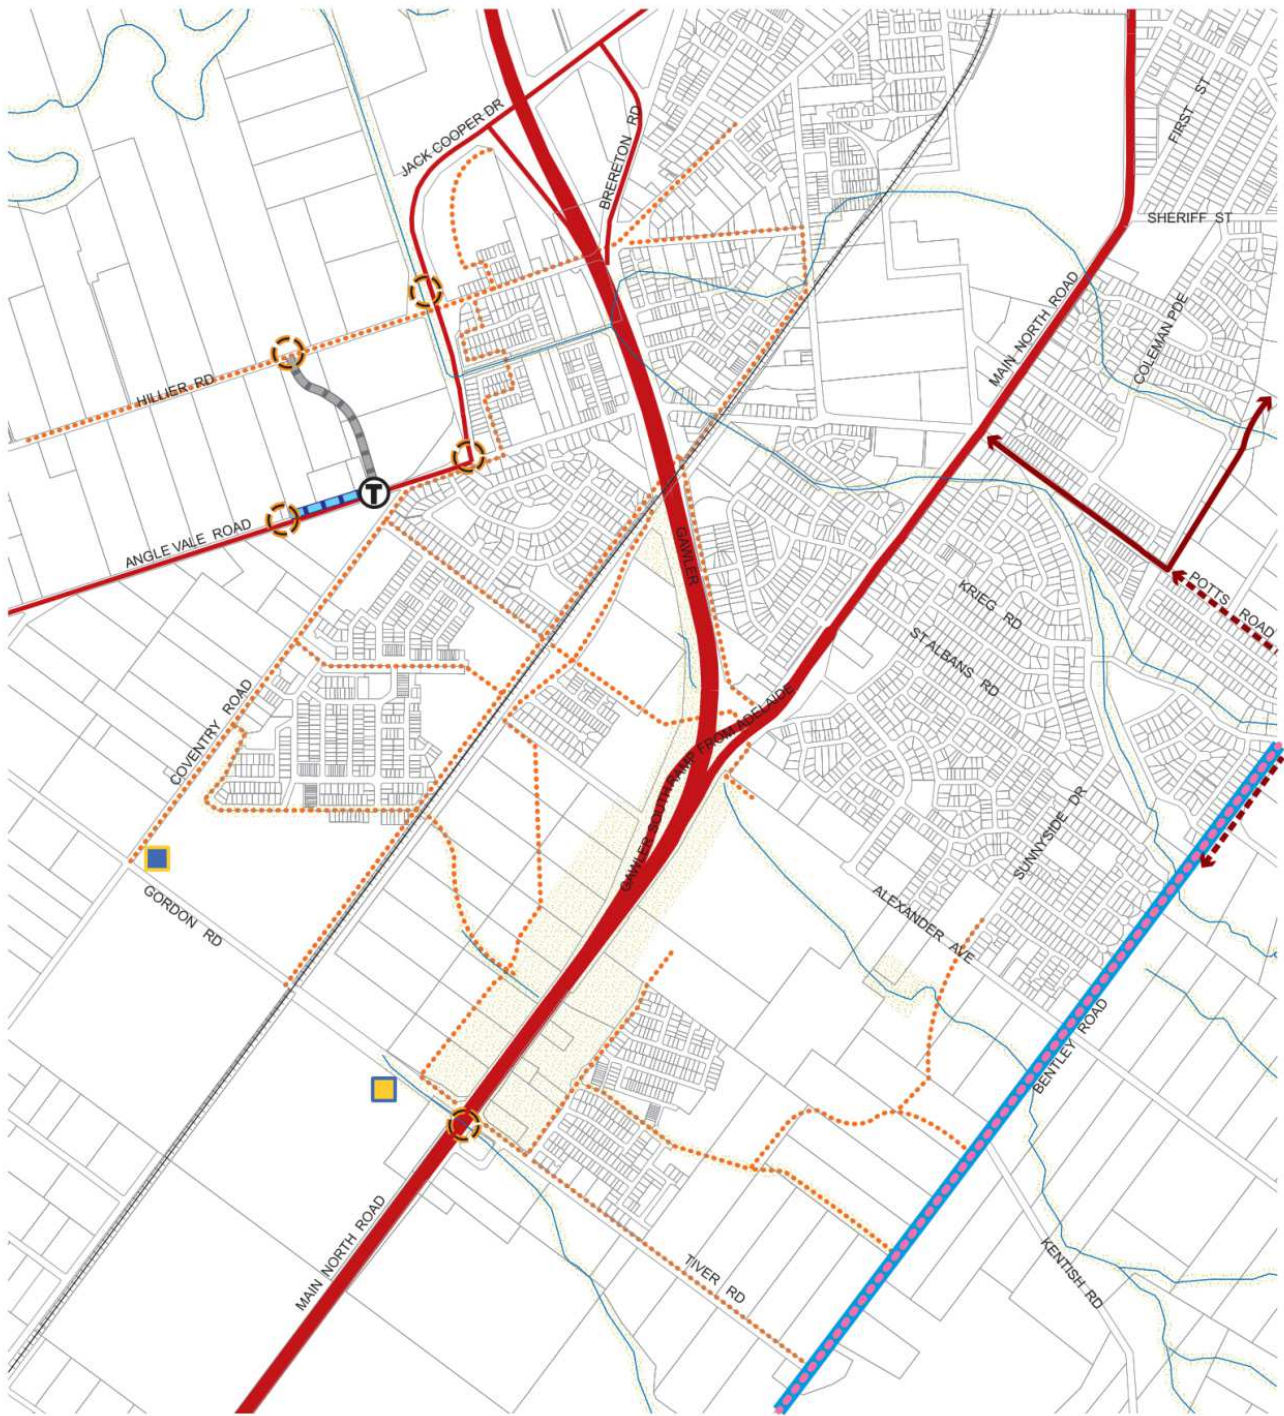 JACK COOPER DR
BRERETON RD
FIRST ST
SHERIFF ST
MAIN NORTH ROAD
COLEMAN PDE
HILLIER RD
T
ANGLE VALE ROAD
GAWLER
POTTS ROAD
KRIEG RD
ST ALBANS RD
COVENTRY ROAD
GAWLER SOUTH RAMP FROM ADELAIDE
SUNNYSIDE DR
GORDON RD
ALEXANDER AVE
BENTLEY ROAD
MAIN NORTH ROAD
TIVER RD
KENTISH RD